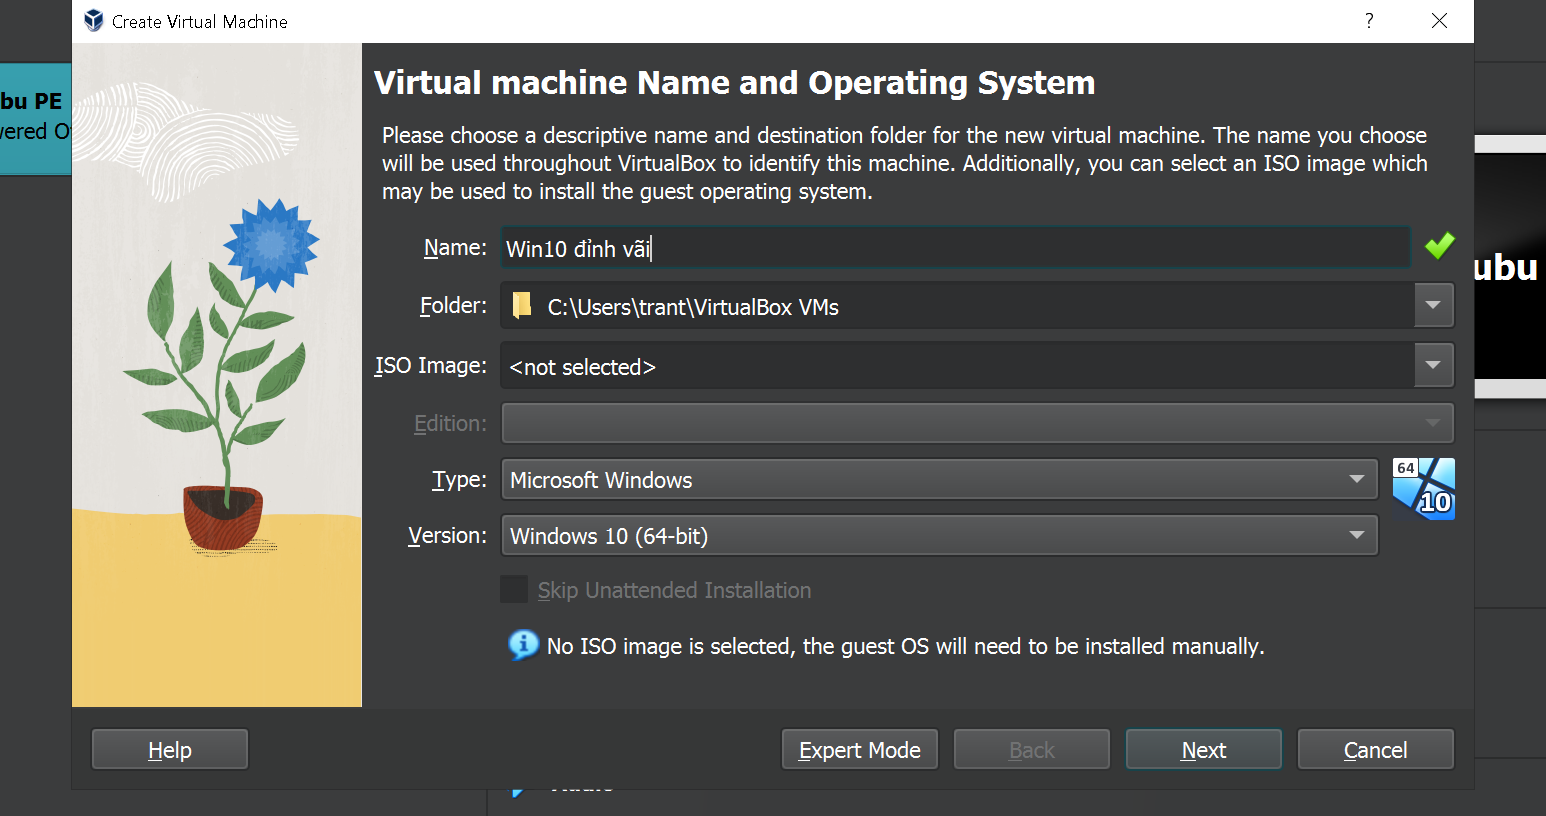 Create Virtual Machine
?
bu PE
Virtual machine Name and Operating System
Please choose a descriptive name and destination folder for the new virtual machine. The name you choose
will be used throughout VirtualBox to identify this machine. Additionally, you can select an ISO image which
may be used to install the guest operating system.
Name: Win10 đỉnh vãi
ubu
Folder: C:\Users\trant\VirtualBox VMs
ISO Image: <not selected>
Edition:
Type: Microsoft Windows
64
10
Version: Windows 10 (64-bit)
Skip Unattended Installation
No ISO image is selected, the guest OS will need to be installed manually.
Help
Expert Mode
Back
Next
Cancel